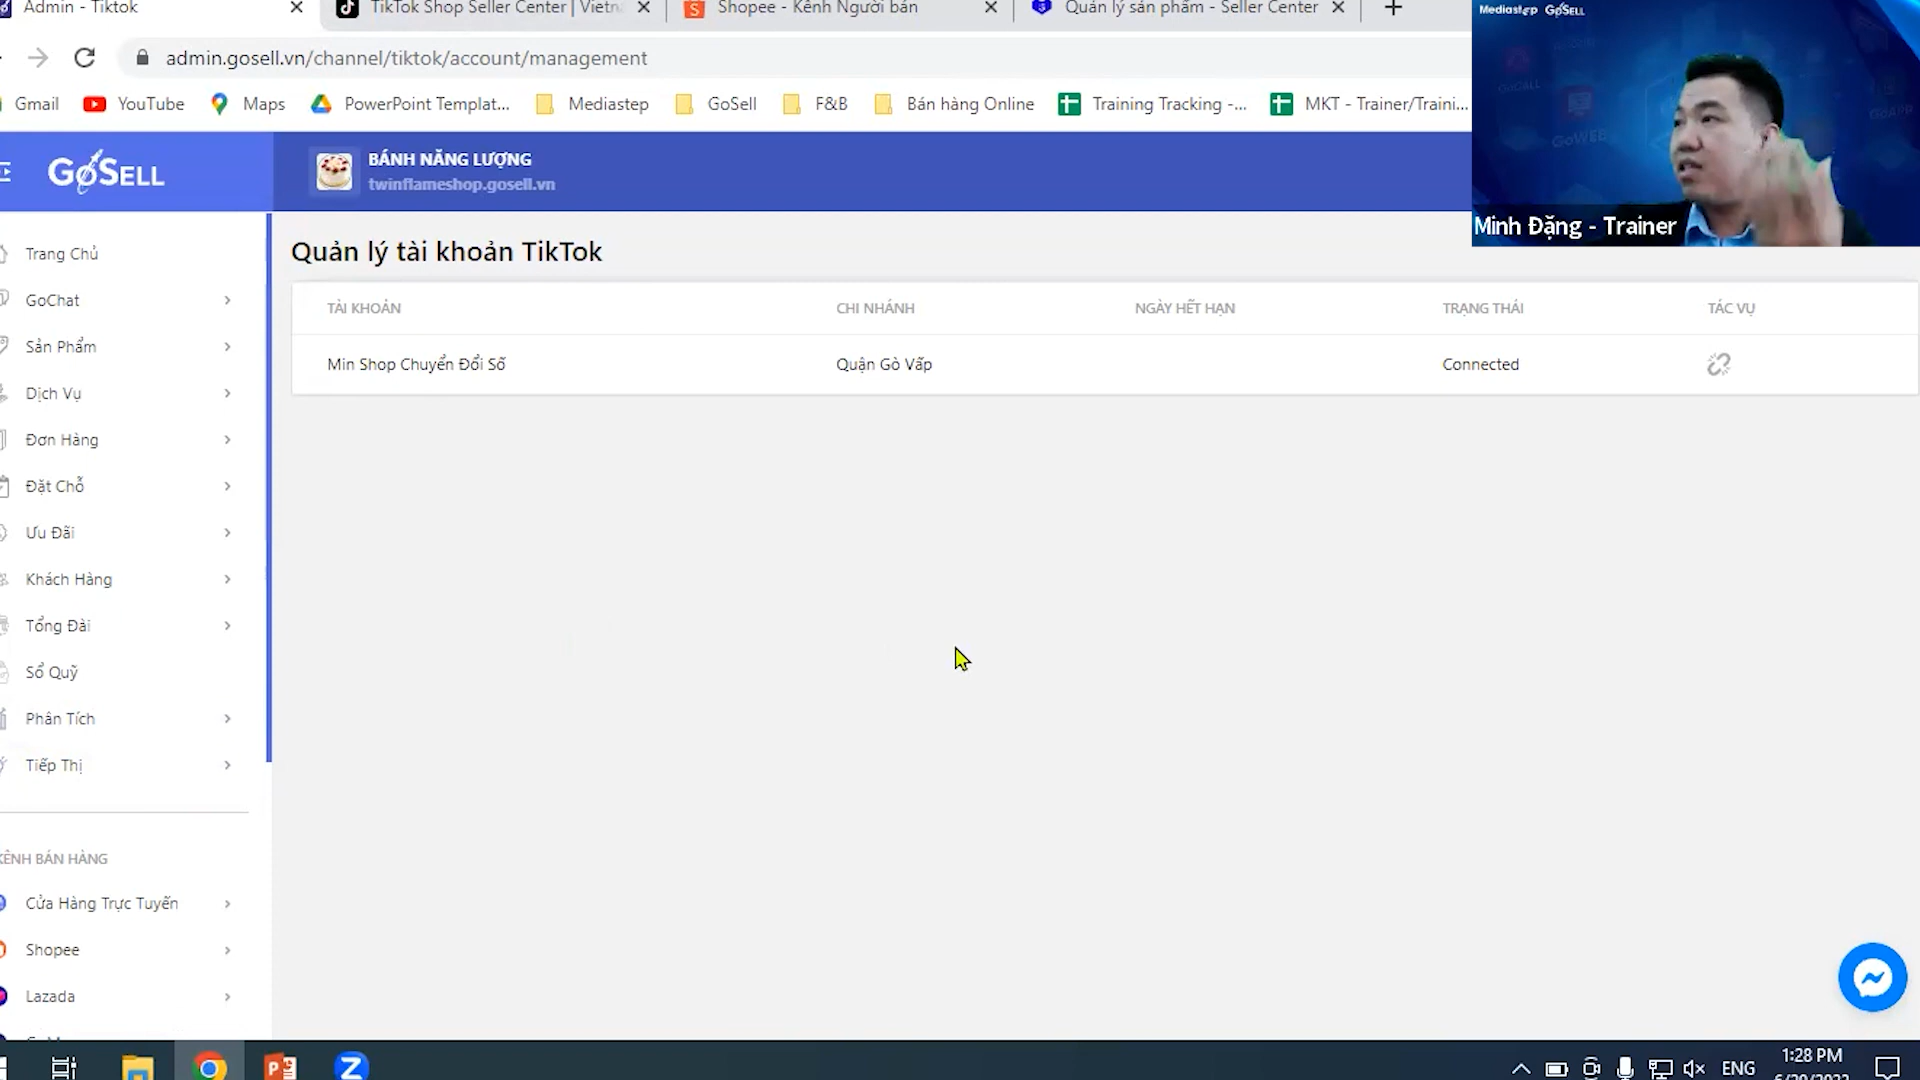 Admin - Tiktok
TikTok Shop Seller Center | Vietn
Shopee - Kênh Người bán
Quản lý sản phẩm - Seller Center
admin.gosell.vn/channel/tiktok/account/management
Gmail
YouTube
Maps
PowerPoint Templat...
Mediastep
GoSell
F&B
Bán hàng Online
Training Tracking -...
MKT - Trainer/Traini...
Mediastep GoSELL
GoWEB
GoAPP
Minh Đặng - Trainer
GoSELL
BÁNH NĂNG LƯỢNG
twinflameshop.gosell.vn
Trang Chủ
GoChat
Sản Phẩm
Dịch Vụ
Đơn Hàng
Đặt Chỗ
Ưu Đãi
Khách Hàng
Tổng Đài
Sổ Quỹ
Phân Tích
Tiếp Thị
KÊNH BÁN HÀNG
Cửa Hàng Trực Tuyến
Shopee
Lazada
Quản lý tài khoản TikTok
TÀI KHOẢN
CHI NHÁNH
NGÀY HẾT HẠN
TRẠNG THÁI
TÁC VỤ
Min Shop Chuyển Đổi Số
Quận Gò Vấp
Connected
ENG
1:28 PM